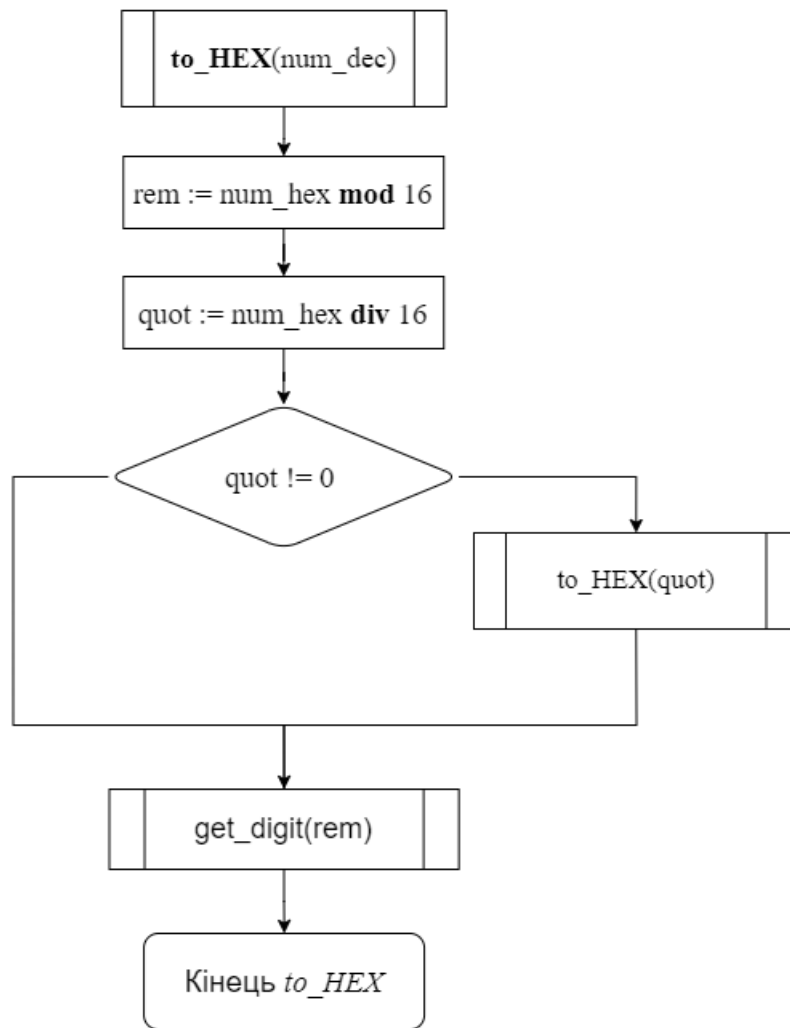 to_HEX(num_dec)
rem := num_hex mod 16
quot := num_hex div 16
quot != 0
to_HEX(quot)
get_digit(rem)
Кінець to_HEX